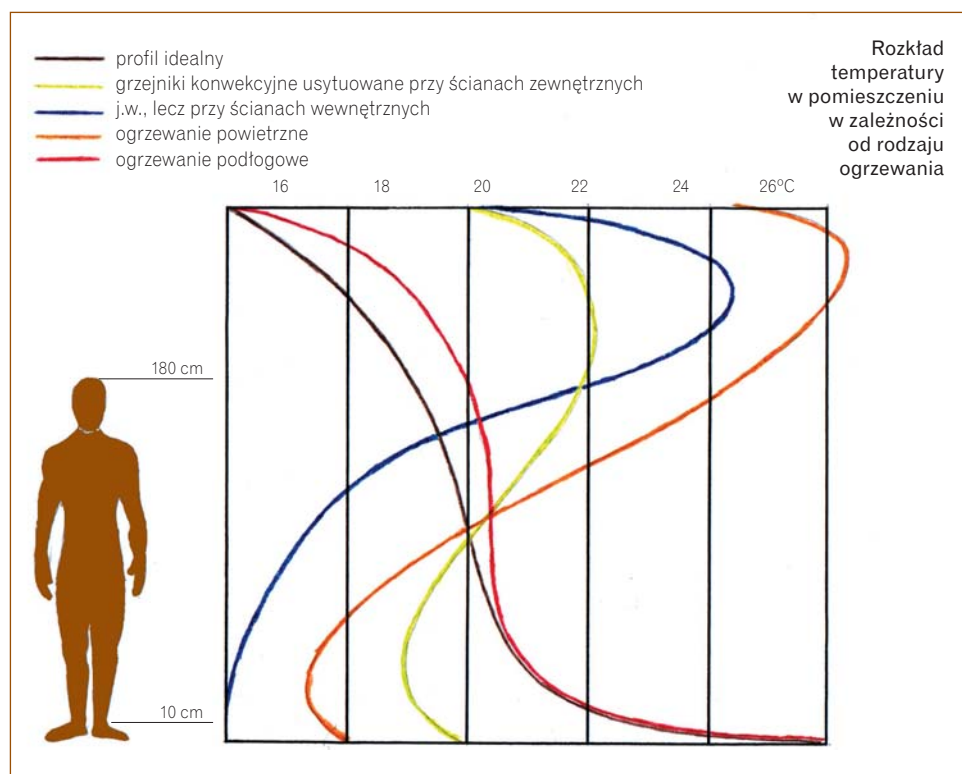 profil idealny
grzejniki konwekcyjne usytuowane przy ścianach zewnętrznych
j.w., lecz przy ścianach wewnętrznych
ogrzewanie powietrzne
ogrzewanie podłogowe
Rozkład
temperatury
w pomieszczeniu
w zależności
od rodzaju
ogrzewania
16 18 20 22 24 26°C
180 cm
10 cm